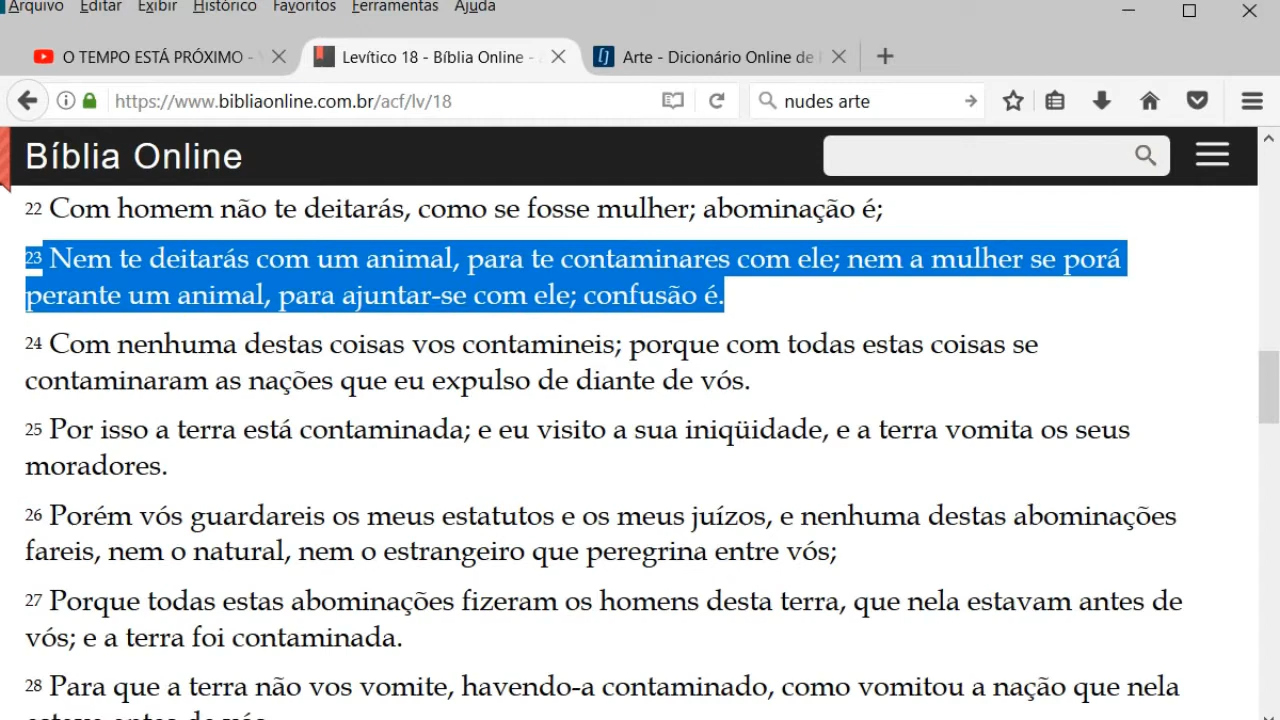 Arquivo Editar Exibir Histórico Favoritos Ferramentas Ajuda
O TEMPO ESTÁ PRÓXIMO - Levítico 18 - Bíblia Online - Arte - Dicionário Online de
https://www.bibliaonline.com.br/acf/lv/18 nudes arte
Bíblia Online
22 Com homem não te deitarás, como se fosse mulher; abominação é;
23 Nem te deitarás com um animal, para te contaminares com ele; nem a mulher se porá
perante um animal, para ajuntar-se com ele; confusão é.
24 Com nenhuma destas coisas vos contamineis; porque com todas estas coisas se
contaminaram as nações que eu expulso de diante de vós.
25 Por isso a terra está contaminada; e eu visito a sua iniqüidade, e a terra vomita os seus
moradores.
26 Porém vós guardareis os meus estatutos e os meus juízos, e nenhuma destas abominações
fareis, nem o natural, nem o estrangeiro que peregrina entre vós;
27 Porque todas estas abominações fizeram os homens desta terra, que nela estavam antes de
vós; e a terra foi contaminada.
28 Para que a terra não vos vomite, havendo-a contaminado, como vomitou a nação que nela
estava antes de vós.